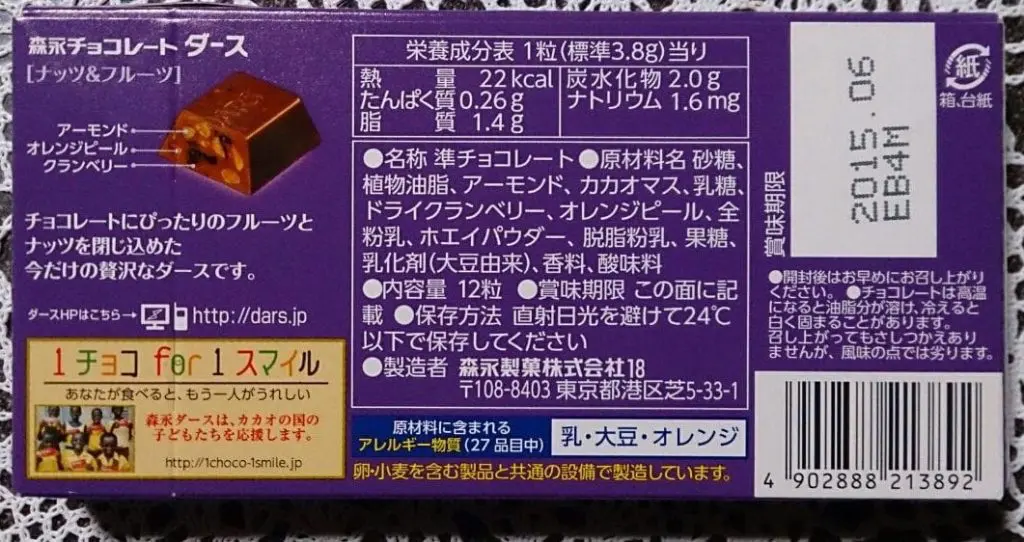 森永チョコレート ダース
[ナッツ&フルーツ]
アーモンド
オレンジピール
クランベリー
チョコレートにぴったりのフルーツと
ナッツを閉じ込めた
今だけの贅沢なダースです。
ダースHPはこちら→ http://dars.jp
1 チョコ for 1 スマイル
あなたが食べると、もう一人がうれしい
森永ダースは、カカオの国の
子どもたちを応援します。
http://1choco-1smile.jp
栄養成分表 1粒(標準3.8g)当り
熱量 22kcal 炭水化物 2.0g
たんぱく質 0.26g ナトリウム 1.6mg
脂質 1.4g
●名称 準チョコレート ●原材料名 砂糖、
植物油脂、アーモンド、カカオマス、乳糖、
ドライクランベリー、オレンジピール、全
粉乳、ホエイパウダー、脱脂粉乳、果糖、
乳化剤(大豆由来)、香料、酸味料
●内容量 12粒 ●賞味期限 この面に記
載 ●保存方法 直射日光を避けて24℃
以下で保存してください
●製造者 森永製菓株式会社18
〒108-8403 東京都港区芝5-33-1
原材料に含まれる
アレルギー物質(27品目中)
乳・大豆・オレンジ
卵・小麦を含む製品と共通の設備で製造しています。
賞味期限
2015.06
EB4M
紙
箱、台紙
●開封後はお早めにお召し上がり
ください。 ●チョコレートは高温
になると油脂分が溶け、冷えると
白く固まることがあります。
召し上がってもさしつかえあり
ませんが、風味の点では劣ります。
4 902888 213892